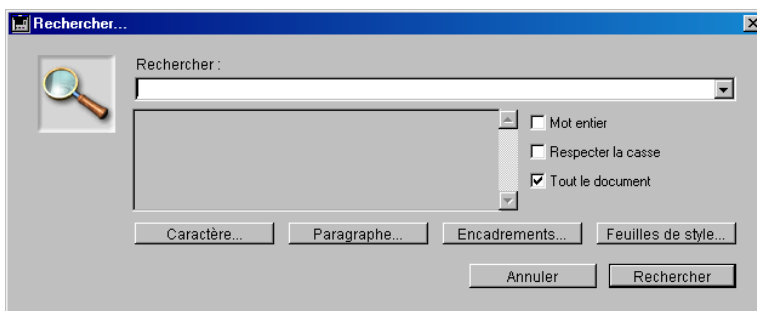 Rechercher...
Rechercher :
Mot entier
Respecter la casse
Tout le document
Caractère... Paragraphe... Encadrements... Feuilles de style...
Annuler Rechercher